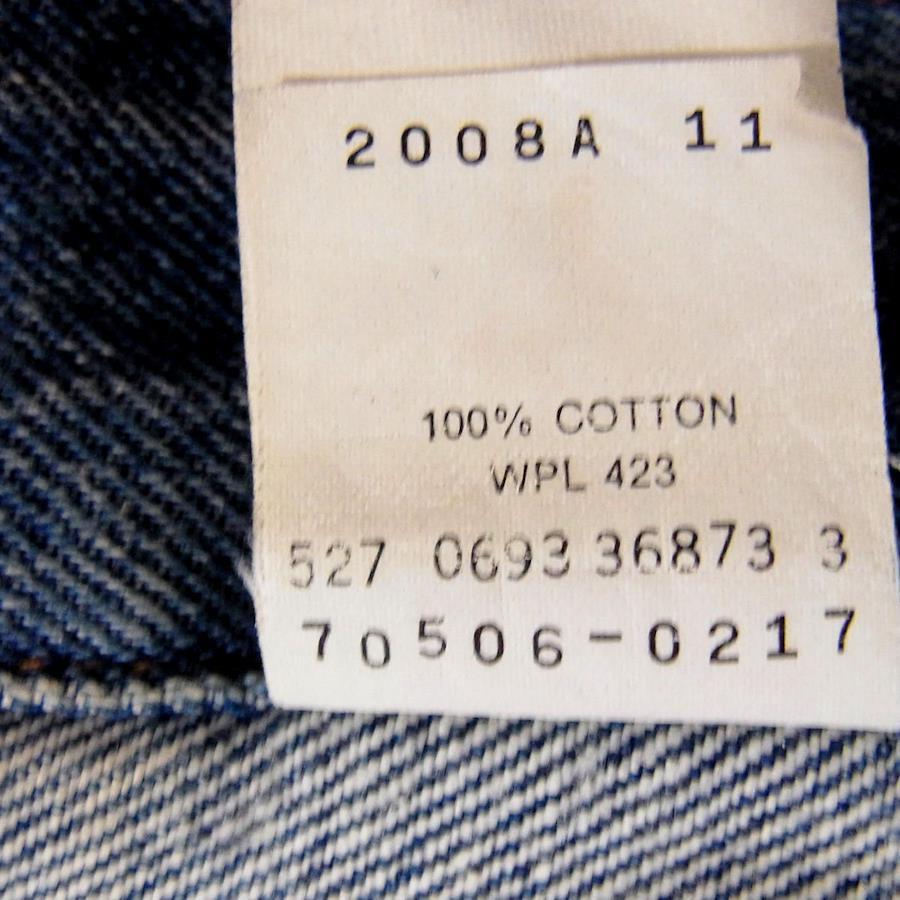 2008A 11
100% COTTON
WPL 423
527 0693 36873 3
70506-0217